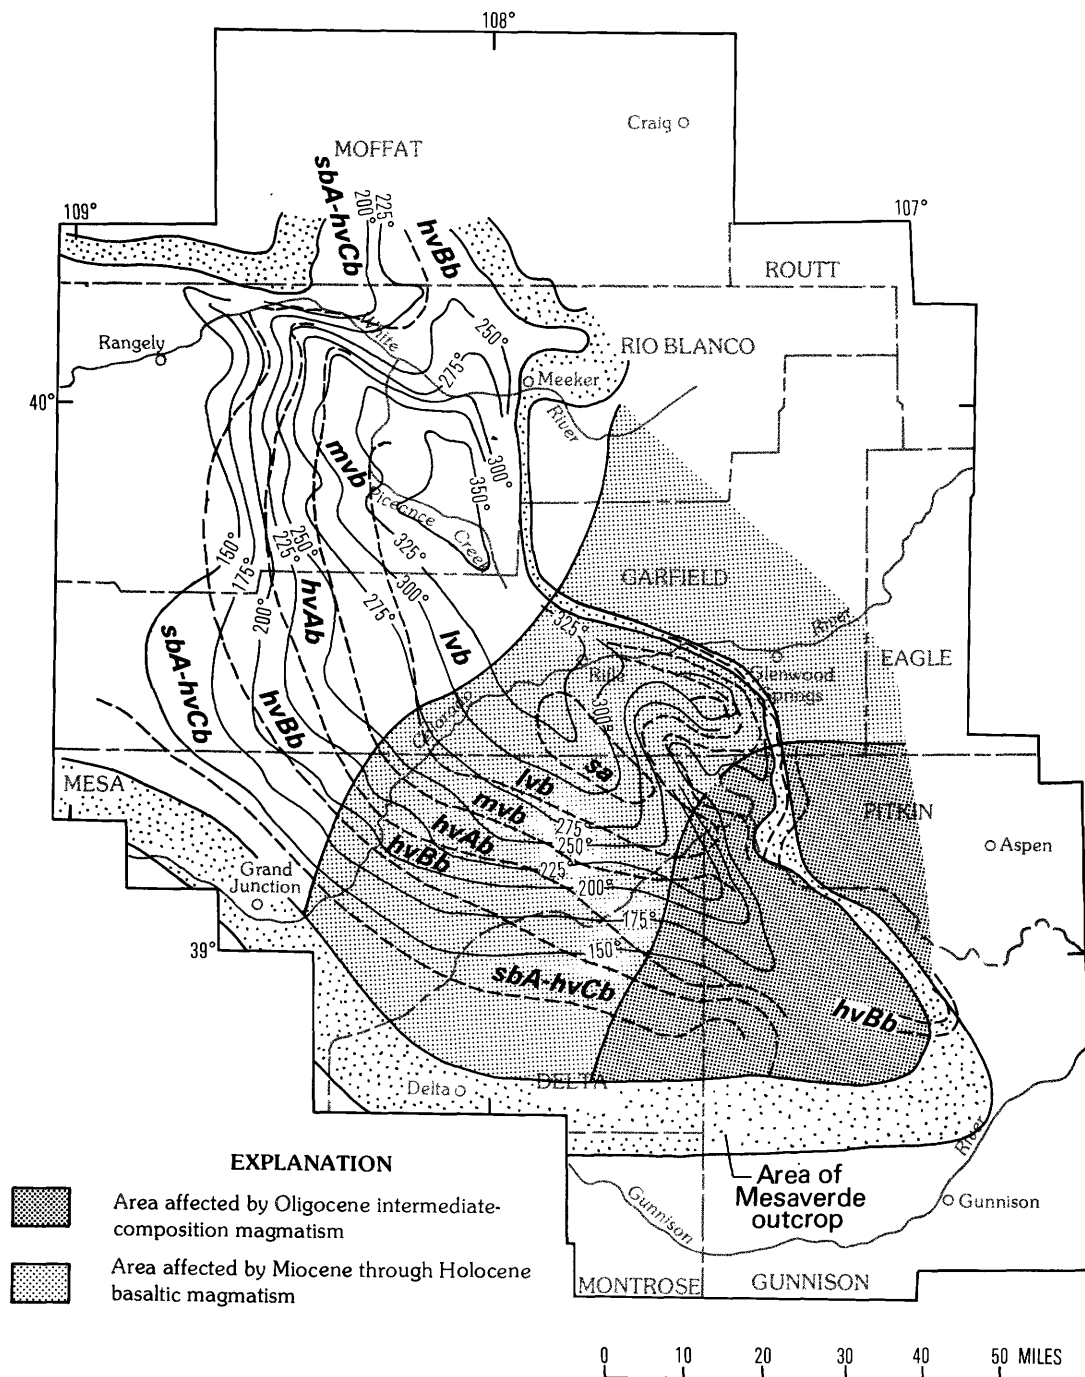 108°
Craig
MOFFAT
sbA-hvCb
200°
225°
hvBb
109°
107°
ROUTT
White
250°
Rangely
275°
RIO BLANCO
Meeker
40°
River
mvb
300°
350°
Piceance
Creek
150°
175°
200°
225°
250°
325°
300°
275°
hvAb
lvb
GARFIELD
325°
River
EAGLE
sbA-hvCb
hvBb
Rifle
Glenwood
Springs
Colorado
300°
sa
MESA
lvb
mvb
hvAb
hvBb
275°
250°
225
200°
175°
150°
PITKIN
Aspen
Grand
Junction
39°
sbA-hvCb
hvBb
Delta
DELTA
River
Area of
Mesaverde
outcrop
Gunnison
Gunnison
MONTROSE
GUNNISON
EXPLANATION
Area affected by Oligocene intermediate-
composition magmatism
Area affected by Miocene through Holocene
basaltic magmatism
0 10 20 30 40 50 MILES